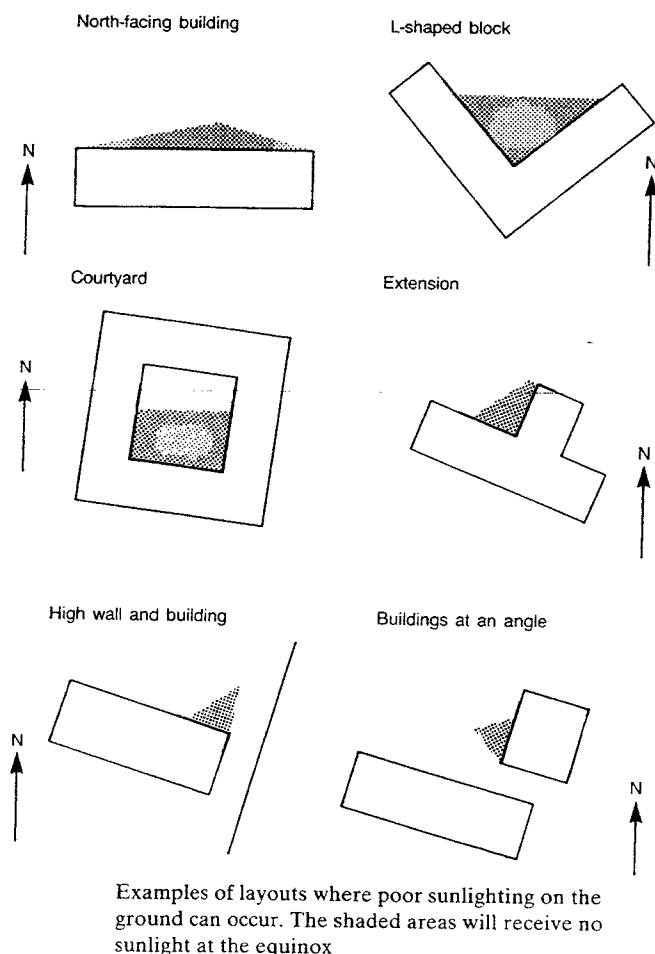 North-facing building
L-shaped block
N
N
Courtyard
Extension
N
N
High wall and building
Buildings at an angle
N
N
Examples of layouts where poor sunlighting on the
ground can occur. The shaded areas will receive no
sunlight at the equinox